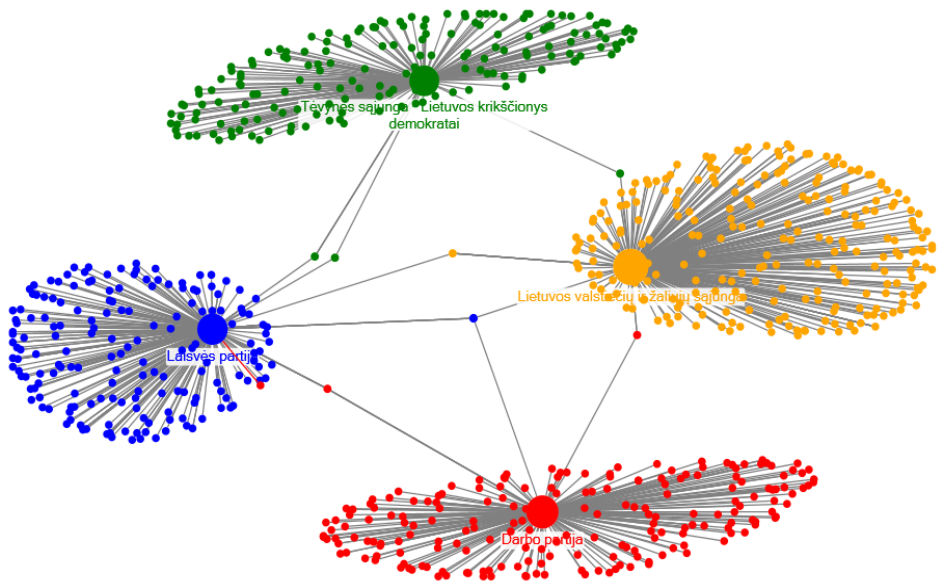 Tėvynės sąjunga - Lietuvos krikščionys
demokratai
Lietuvos valstiečių ir žaliųjų sąjunga
Laisvės partija
Darbo partija